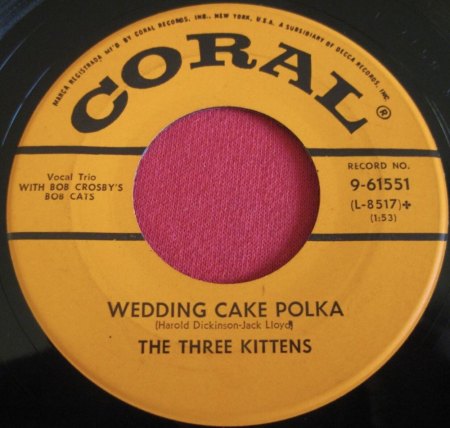 MARCA REGISTRADA MF'D BY CORAL RECORDS, INC., NEW YORK, U.S.A. A SUBSIDIARY OF DECCA RECORDS, INC.
CORAL ®
Vocal Trio
WITH BOB CROSBY'S
BOB CATS
RECORD NO.
9-61551
(L-8517)+
(1:53)
WEDDING CAKE POLKA
(Harold Dickinson-Jack Lloyd)
THE THREE KITTENS